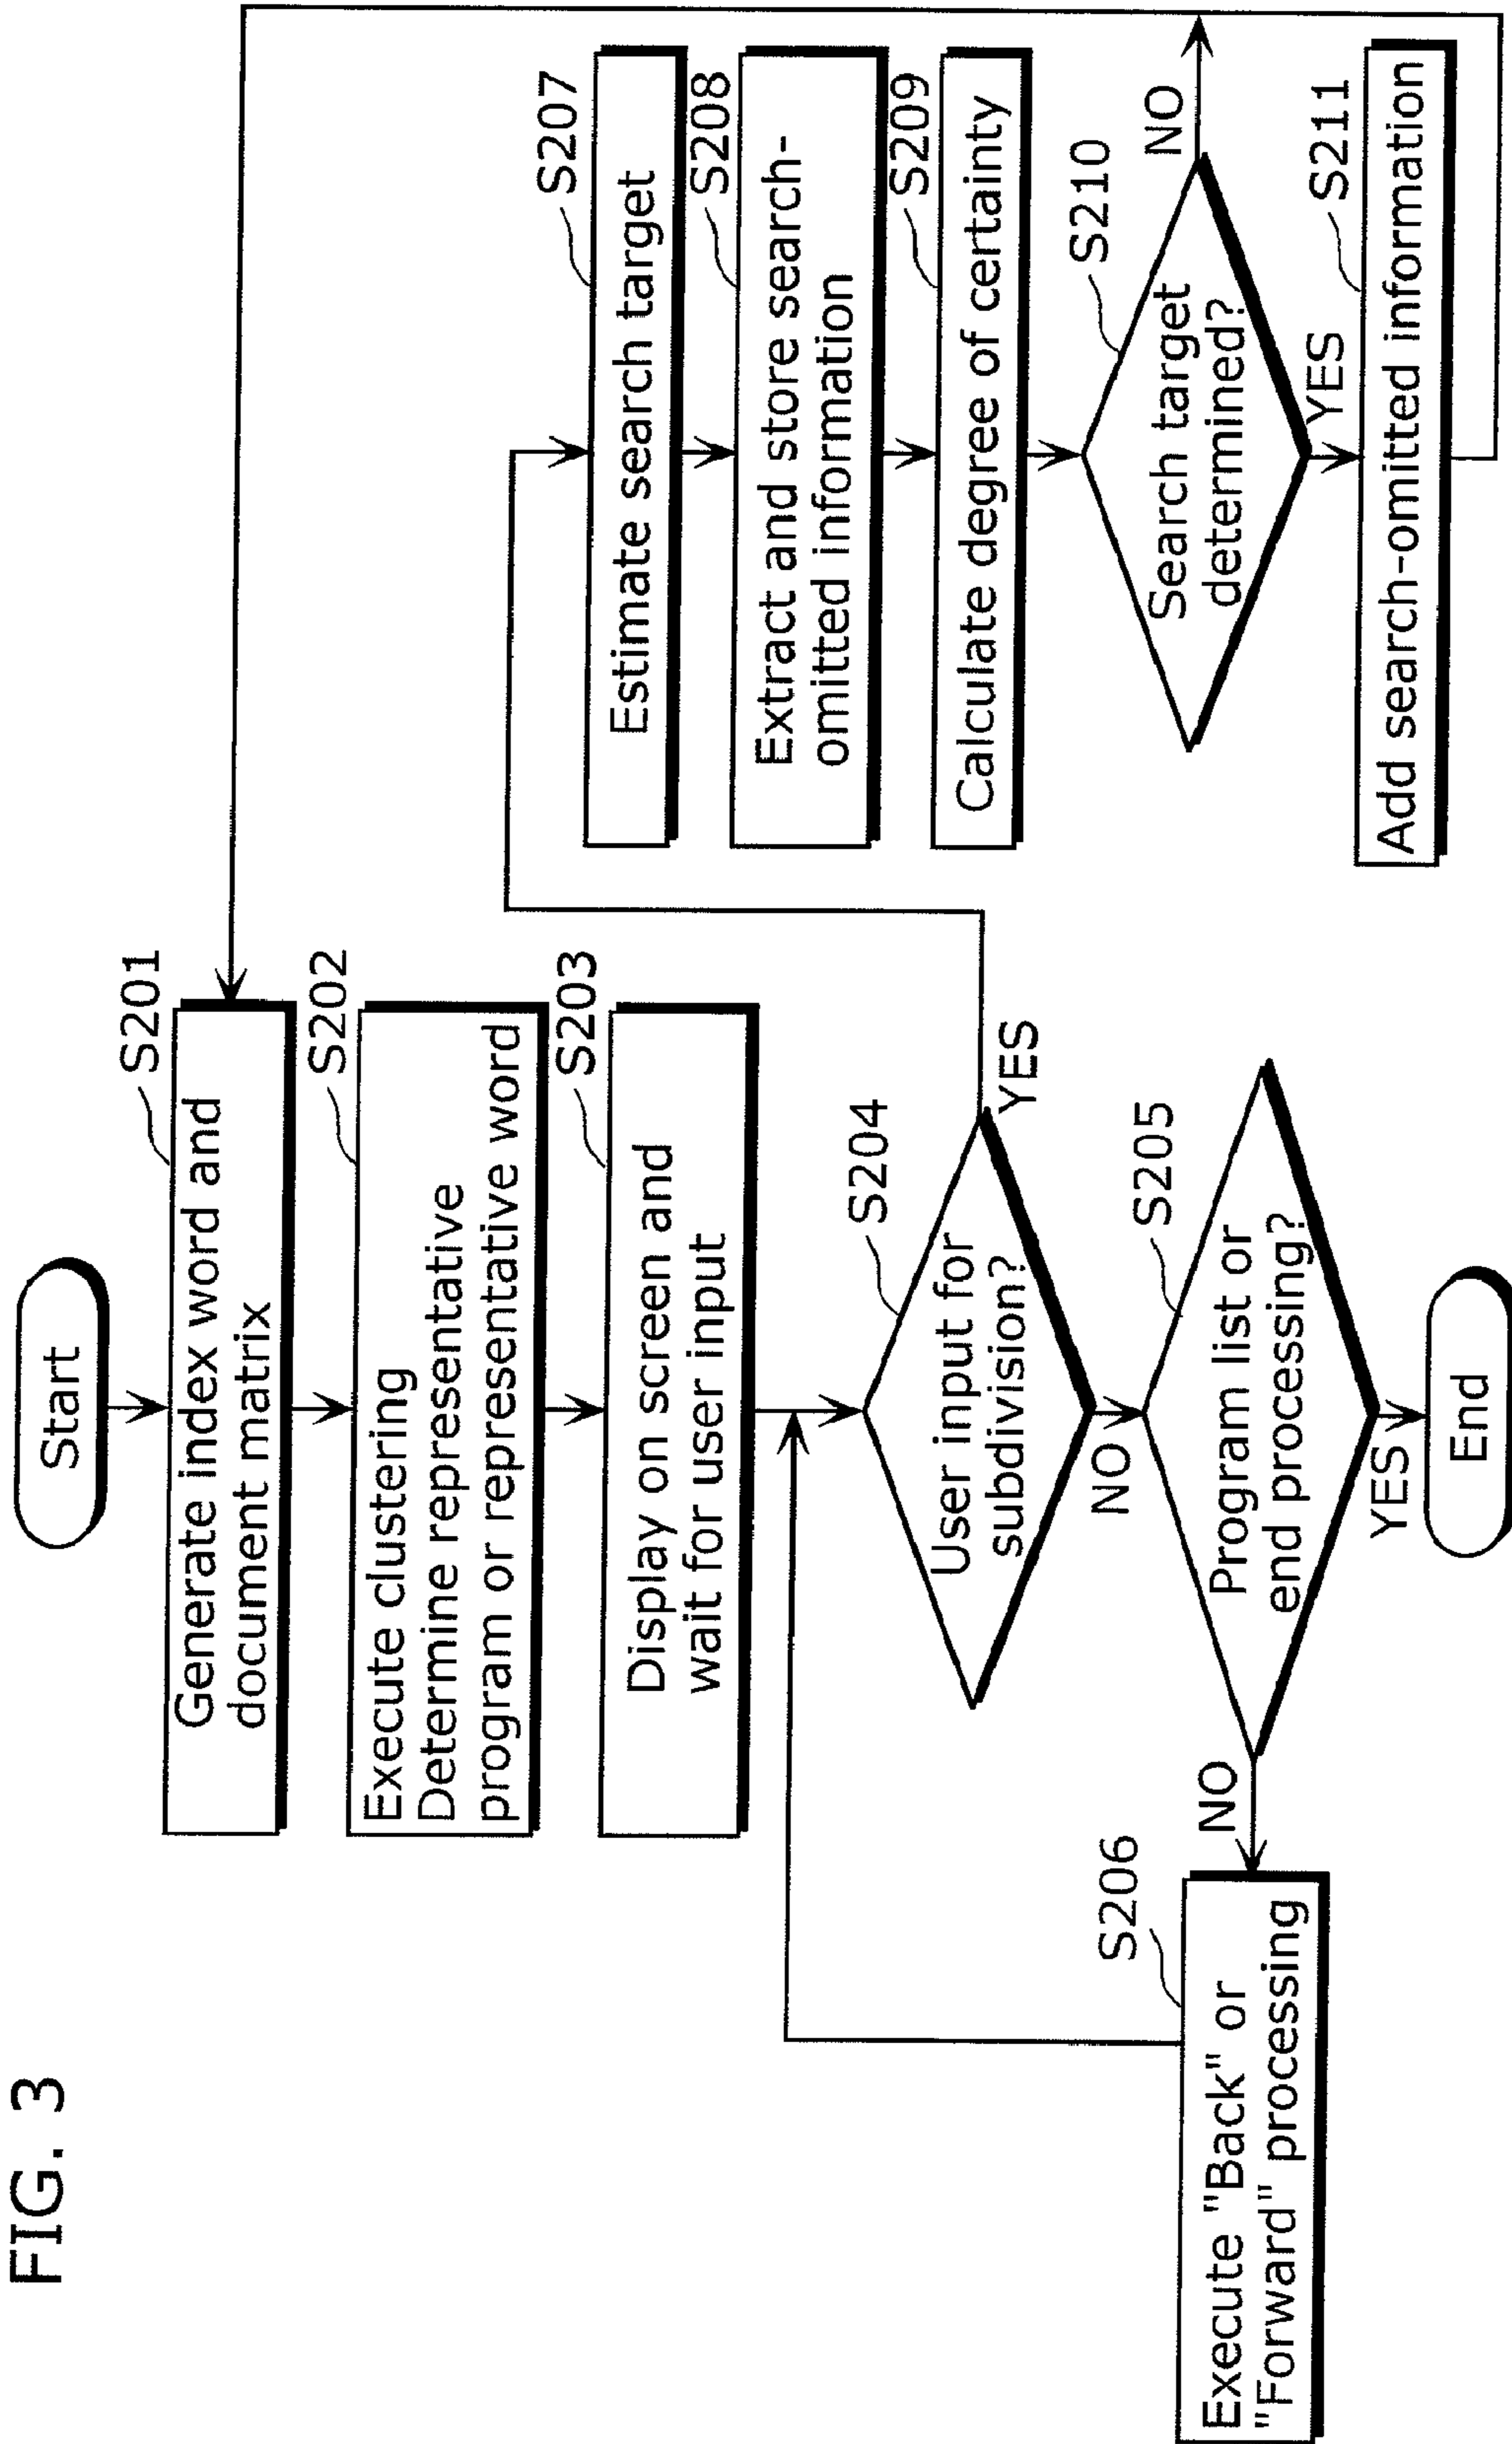 FIG. 3
Start
S201
Generate index word and
document matrix
S202
Execute clustering
Determine representative
program or representative word
S203
Display on screen and
wait for user input
S204
User input for
subdivision?
YES
NO
S205
Program list or
end processing?
NO
YES
End
S206
Execute "Back" or
"Forward" processing
S207
Estimate search target
S208
Extract and store search-
omitted information
S209
Calculate degree of certainty
S210
Search target
determined?
NO
YES
S211
Add search-omitted information